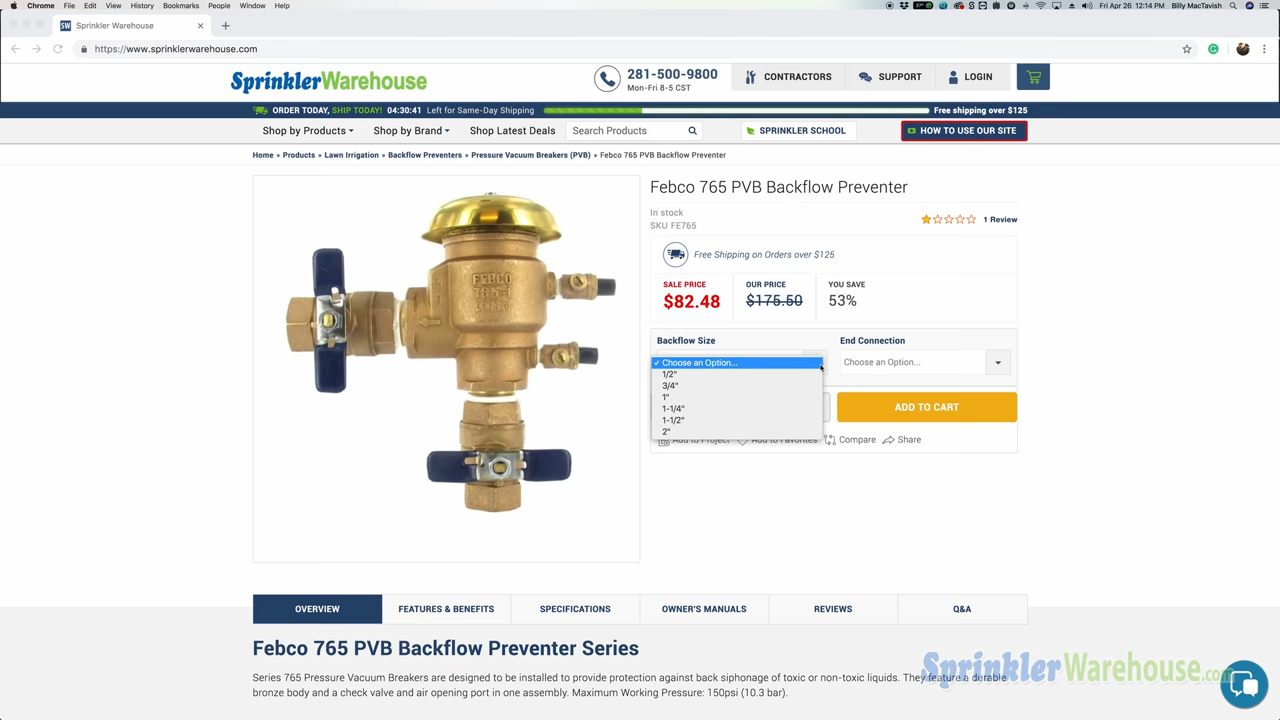 Chrome File Edit View History Bookmarks People Window Help
Fri Apr 26 12:14 PM Billy MacTavish
SW Sprinkler Warehouse
https://www.sprinklerwarehouse.com
SprinklerWarehouse
281-500-9800
Mon-Fri 8-5 CST
CONTRACTORS
SUPPORT
LOGIN
ORDER TODAY, SHIP TODAY! 04:30:41 Left for Same-Day Shipping
Free shipping over $125
Shop by Products
Shop by Brand
Shop Latest Deals
Search Products
SPRINKLER SCHOOL
HOW TO USE OUR SITE
Home » Products » Lawn Irrigation » Backflow Preventers » Pressure Vacuum Breakers (PVB) » Febco 765 PVB Backflow Preventer
FEBCO
Febco 765 PVB Backflow Preventer
In stock
SKU FE765
1 Review
Free Shipping on Orders over $125
SALE PRICE
$82.48
OUR PRICE
$175.50
YOU SAVE
53%
Backflow Size
Choose an Option...
1/2"
3/4"
1"
1-1/4"
1-1/2"
2"
End Connection
Choose an Option...
ADD TO CART
Add to Project
Add to Favorites
Compare
Share
OVERVIEW
FEATURES & BENEFITS
SPECIFICATIONS
OWNER'S MANUALS
REVIEWS
Q&A
Febco 765 PVB Backflow Preventer Series
Series 765 Pressure Vacuum Breakers are designed to be installed to provide protection against back siphonage of toxic or non-toxic liquids. They feature a durable
bronze body and a check valve and air opening port in one assembly. Maximum Working Pressure: 150psi (10.3 bar).
SprinklerWarehouse.com